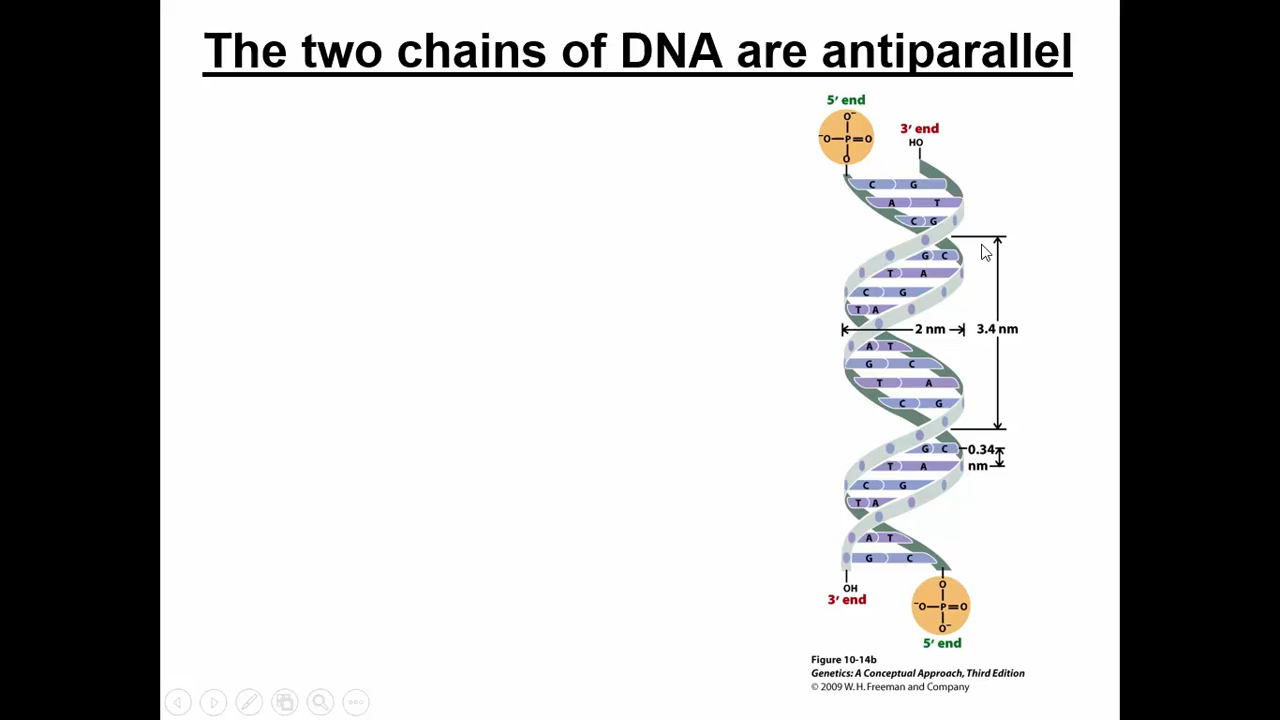 The two chains of DNA are antiparallel
5′ end
O⁻
⁻O—P=O
O
3′ end
HO
C G
A T
C G
G C
T A
C G
T A
2 nm
3.4 nm
A T
G C
T A
C G
G C
0.34
nm
T A
C G
T A
A T
G C
OH
3′ end
O
⁻O—P=O
O⁻
5′ end
Figure 10-14b
Genetics: A Conceptual Approach, Third Edition
© 2009 W. H. Freeman and Company